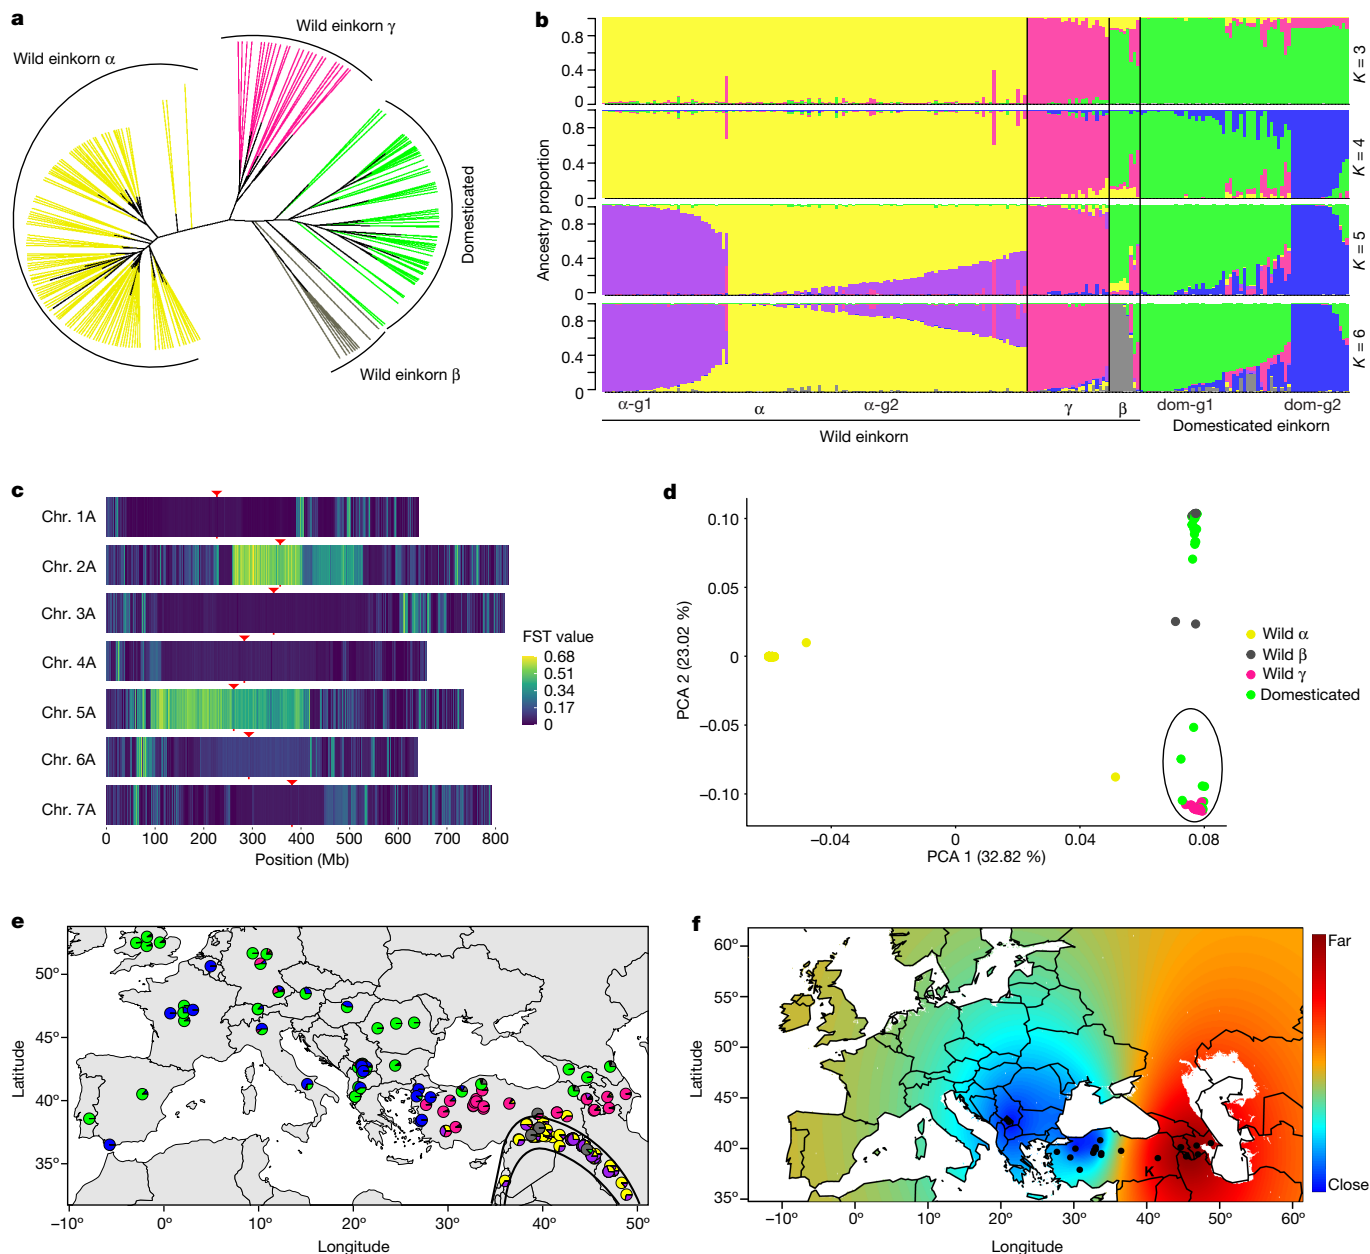 a
Wild einkorn γ
Wild einkorn α
Domesticated
Wild einkorn β
b
Ancestry proportion
0.8
0.4
0
K = 3
0.8
0.4
0
K = 4
0.8
0.4
0
K = 5
0.8
0.4
0
K = 6
α-g1
α
α-g2
γ
β
dom-g1
dom-g2
Wild einkorn
Domesticated einkorn
c
Chr. 1A
Chr. 2A
Chr. 3A
Chr. 4A
Chr. 5A
Chr. 6A
Chr. 7A
0 100 200 300 400 500 600 700 800
Position (Mb)
FST value
0.68
0.51
0.34
0.17
0
d
PCA 2 (23.02 %)
0.10
0.05
0
−0.05
−0.10
−0.04 0 0.04 0.08
PCA 1 (32.82 %)
Wild α
Wild β
Wild γ
Domesticated
e
Latitude
50°
45°
40°
35°
−10° 0° 10° 20° 30° 40° 50°
Longitude
f
Latitude
60°
55°
50°
45°
40°
35°
K
−10° 0° 10° 20° 30° 40° 50° 60°
Longitude
Far
Close